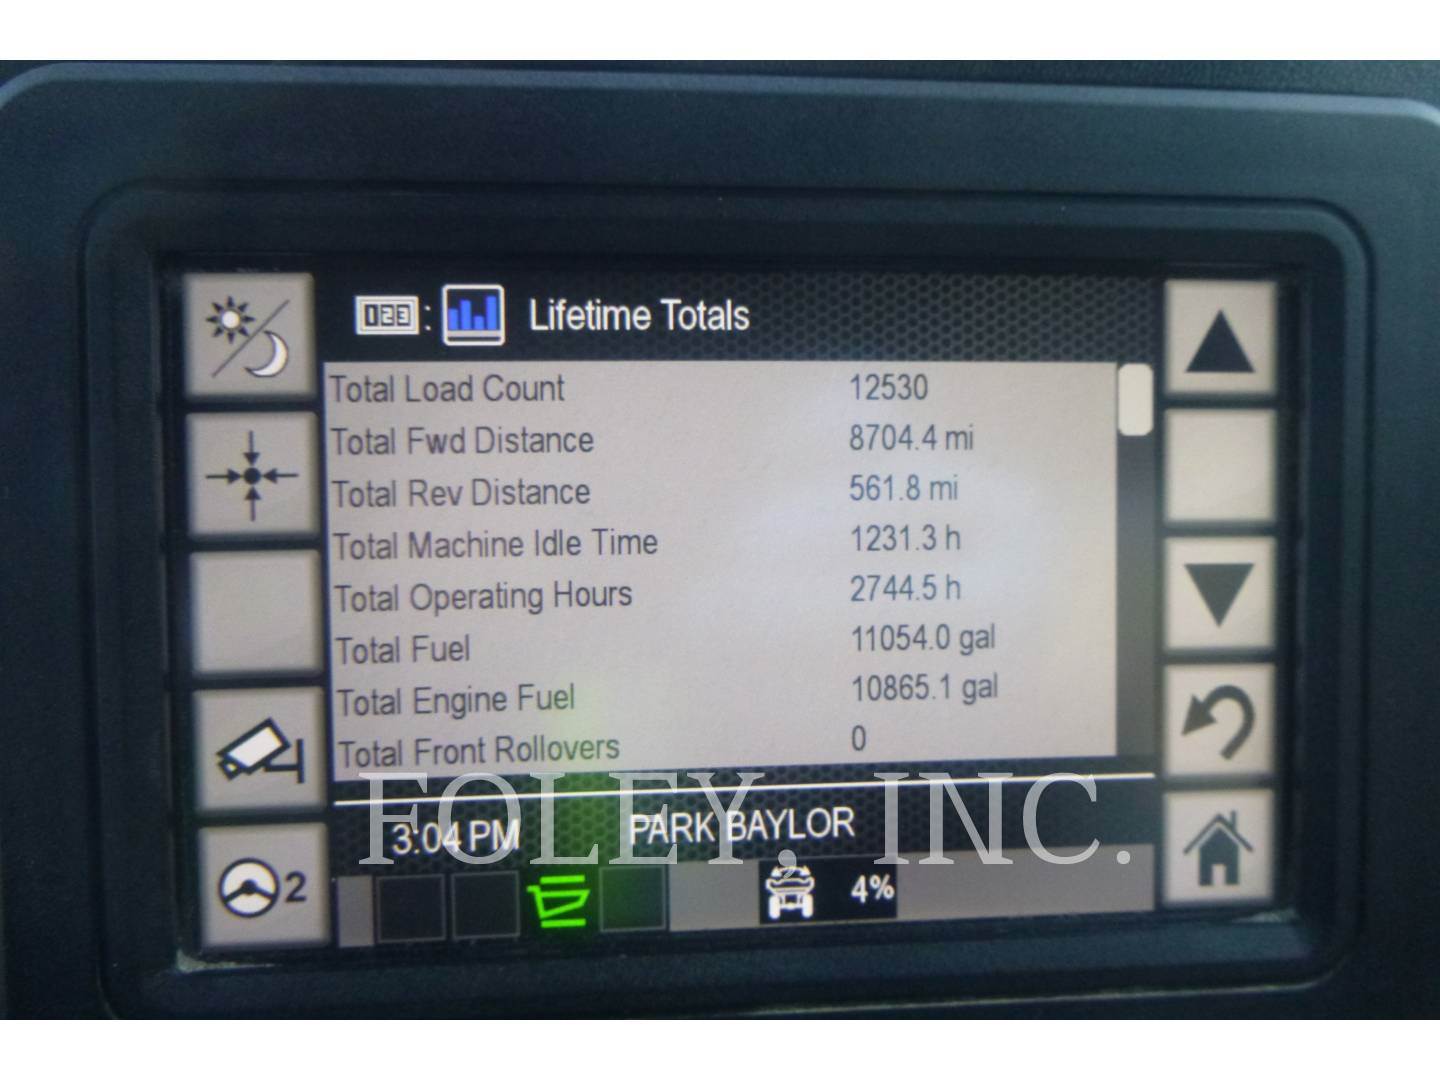 123 : Lifetime Totals
Total Load Count 12530
Total Fwd Distance 8704.4 mi
Total Rev Distance 561.8 mi
Total Machine Idle Time 1231.3 h
Total Operating Hours 2744.5 h
Total Fuel 11054.0 gal
Total Engine Fuel 10865.1 gal
Total Front Rollovers 0
FOLEY, INC.
3:04 PM PARK BAYLOR
2 4%